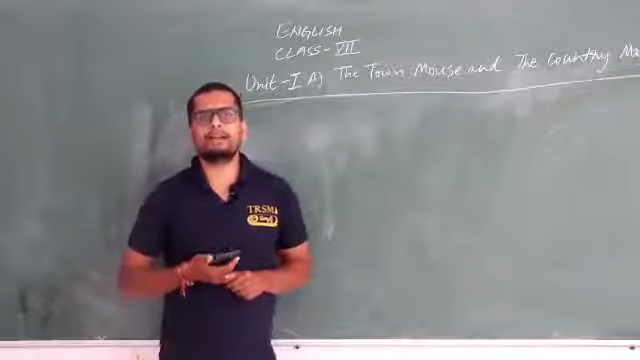 ENGLISH
CLASS-VII
Unit-I A) The Town Mouse and The Country
TRSMA